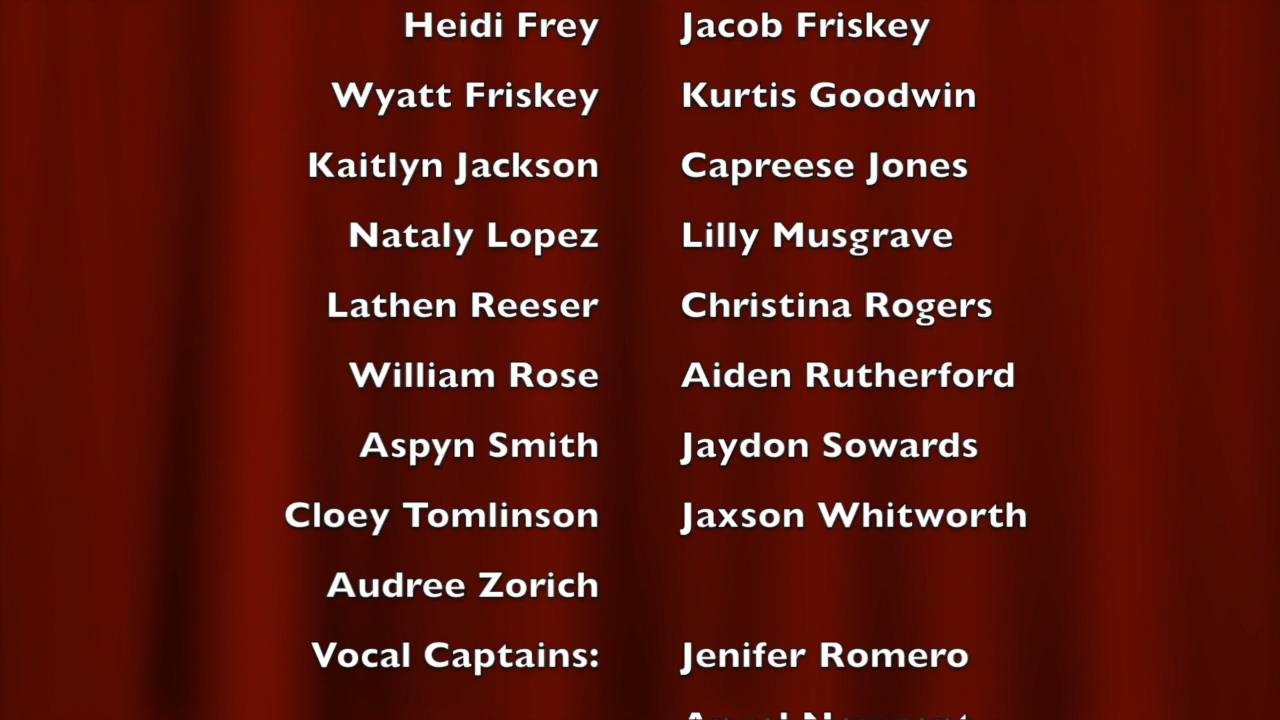 Heidi Frey Jacob Friskey
Wyatt Friskey Kurtis Goodwin
Kaitlyn Jackson Capreese Jones
Nataly Lopez Lilly Musgrave
Lathen Reeser Christina Rogers
William Rose Aiden Rutherford
Aspyn Smith Jaydon Sowards
Cloey Tomlinson Jaxson Whitworth
Audree Zorich
Vocal Captains: Jenifer Romero